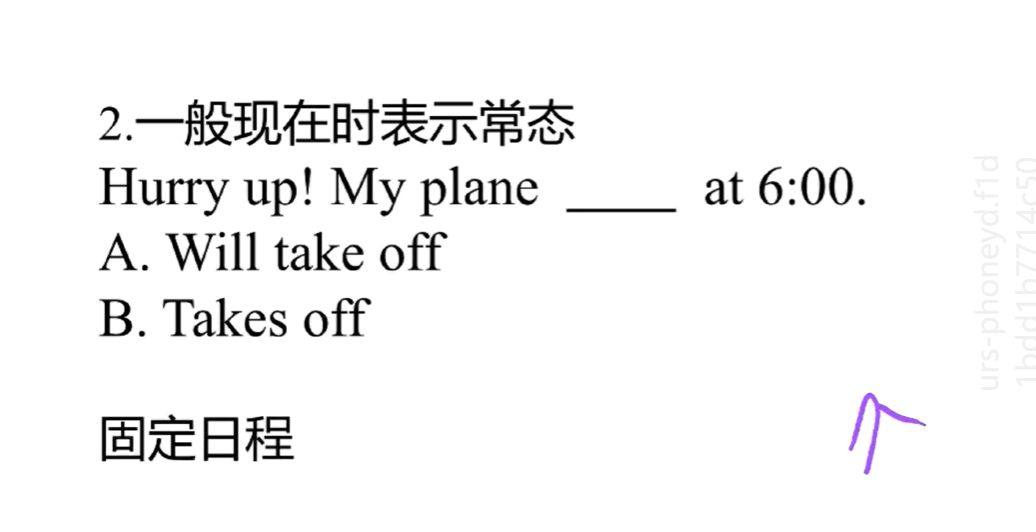 2.一般现在时表示常态
Hurry up! My plane ____ at 6:00.
A. Will take off
B. Takes off
固定日程
urs-phoneyd.f1d
1bdd1b7714c50